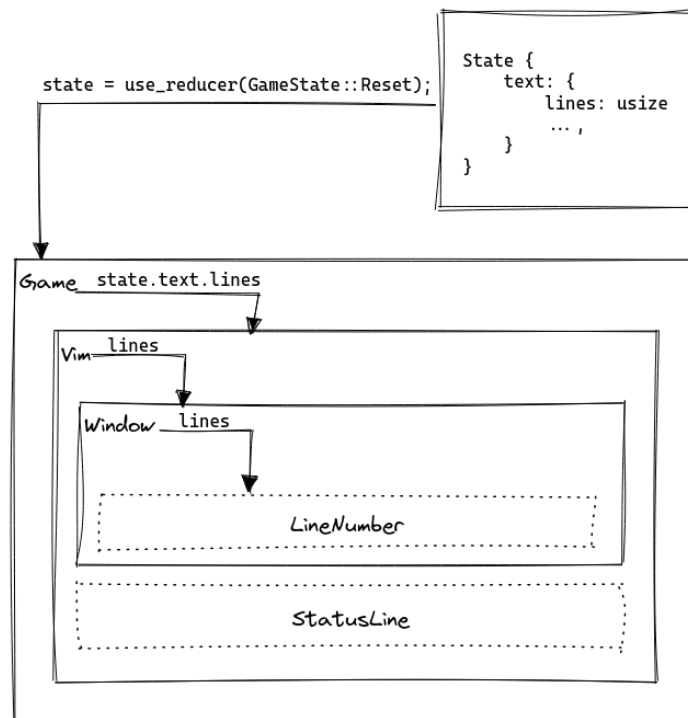 State {
text: {
lines: usize
...,
}
}
state = use_reducer(GameState::Reset);
Game state.text.lines
Vim lines
Window lines
LineNumber
StatusLine